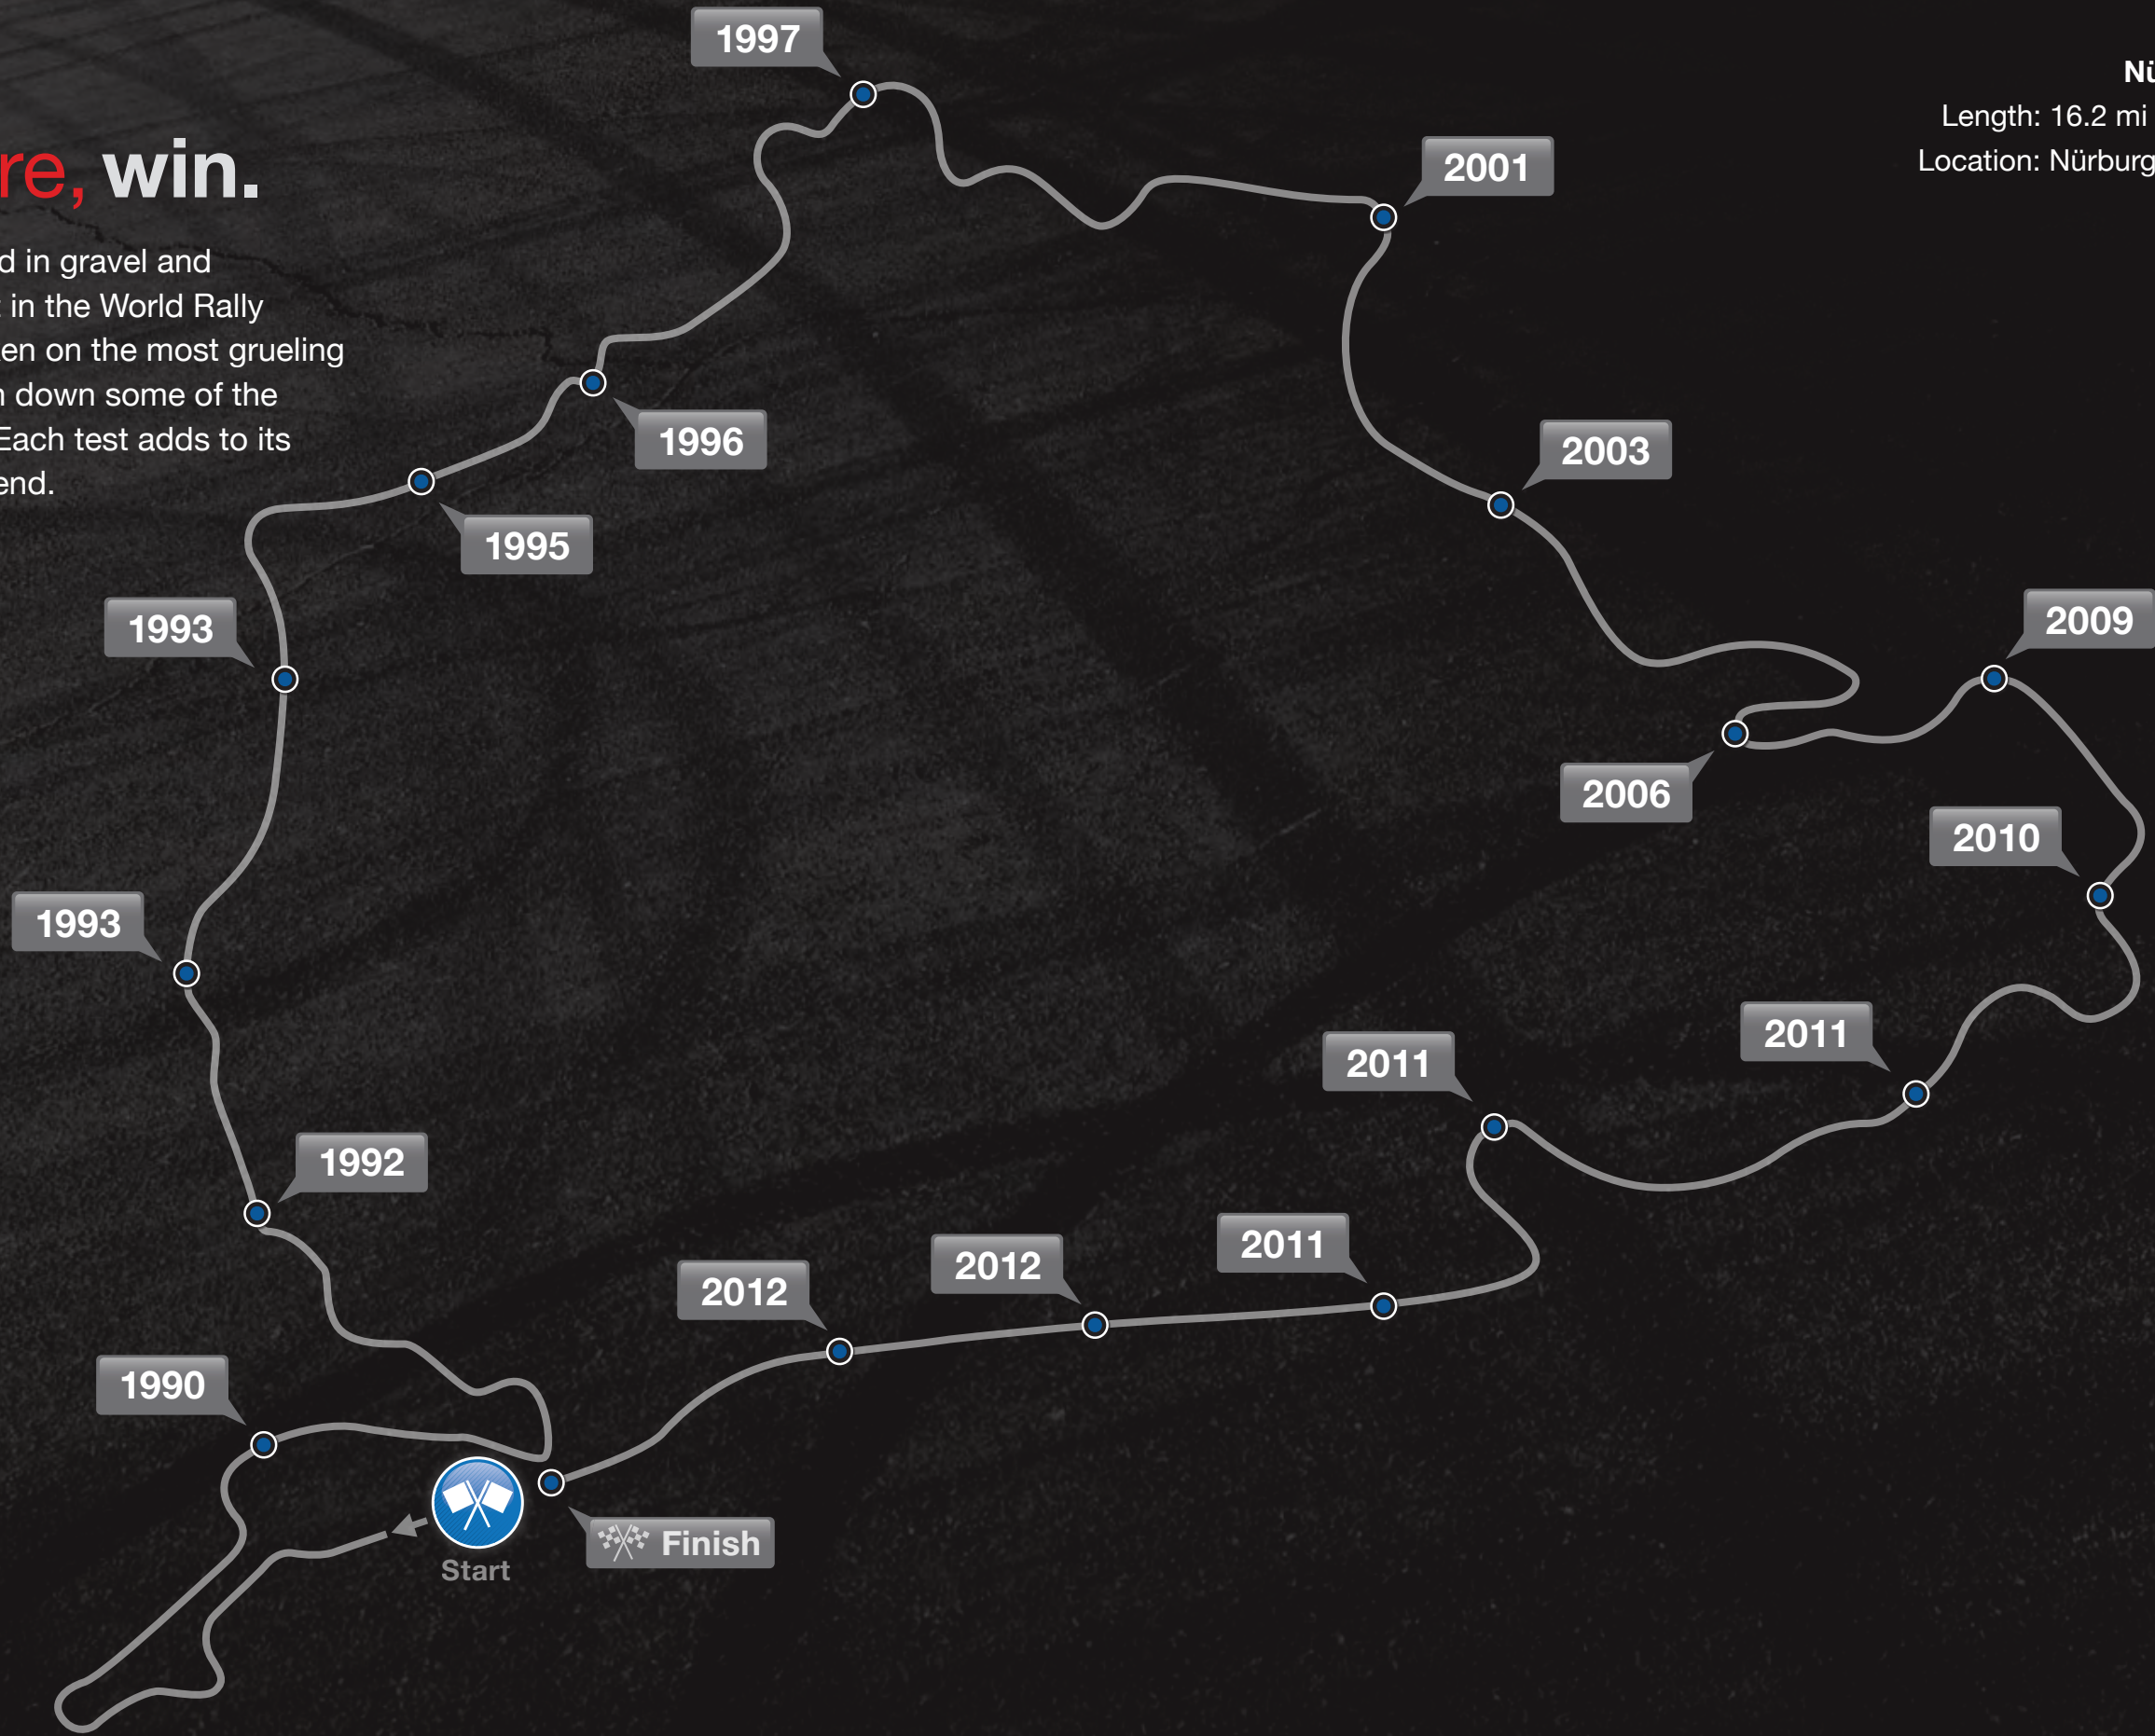 re, win.
d in gravel and
in the World Rally
en on the most grueling
down some of the
Each test adds to its
end.
Length: 16.2 mi
Location: Nürburg
1997
2001
1996
2003
1995
1993
2009
2006
2010
1993
2011
2011
1992
2011
2012
2012
1990
Finish
Start